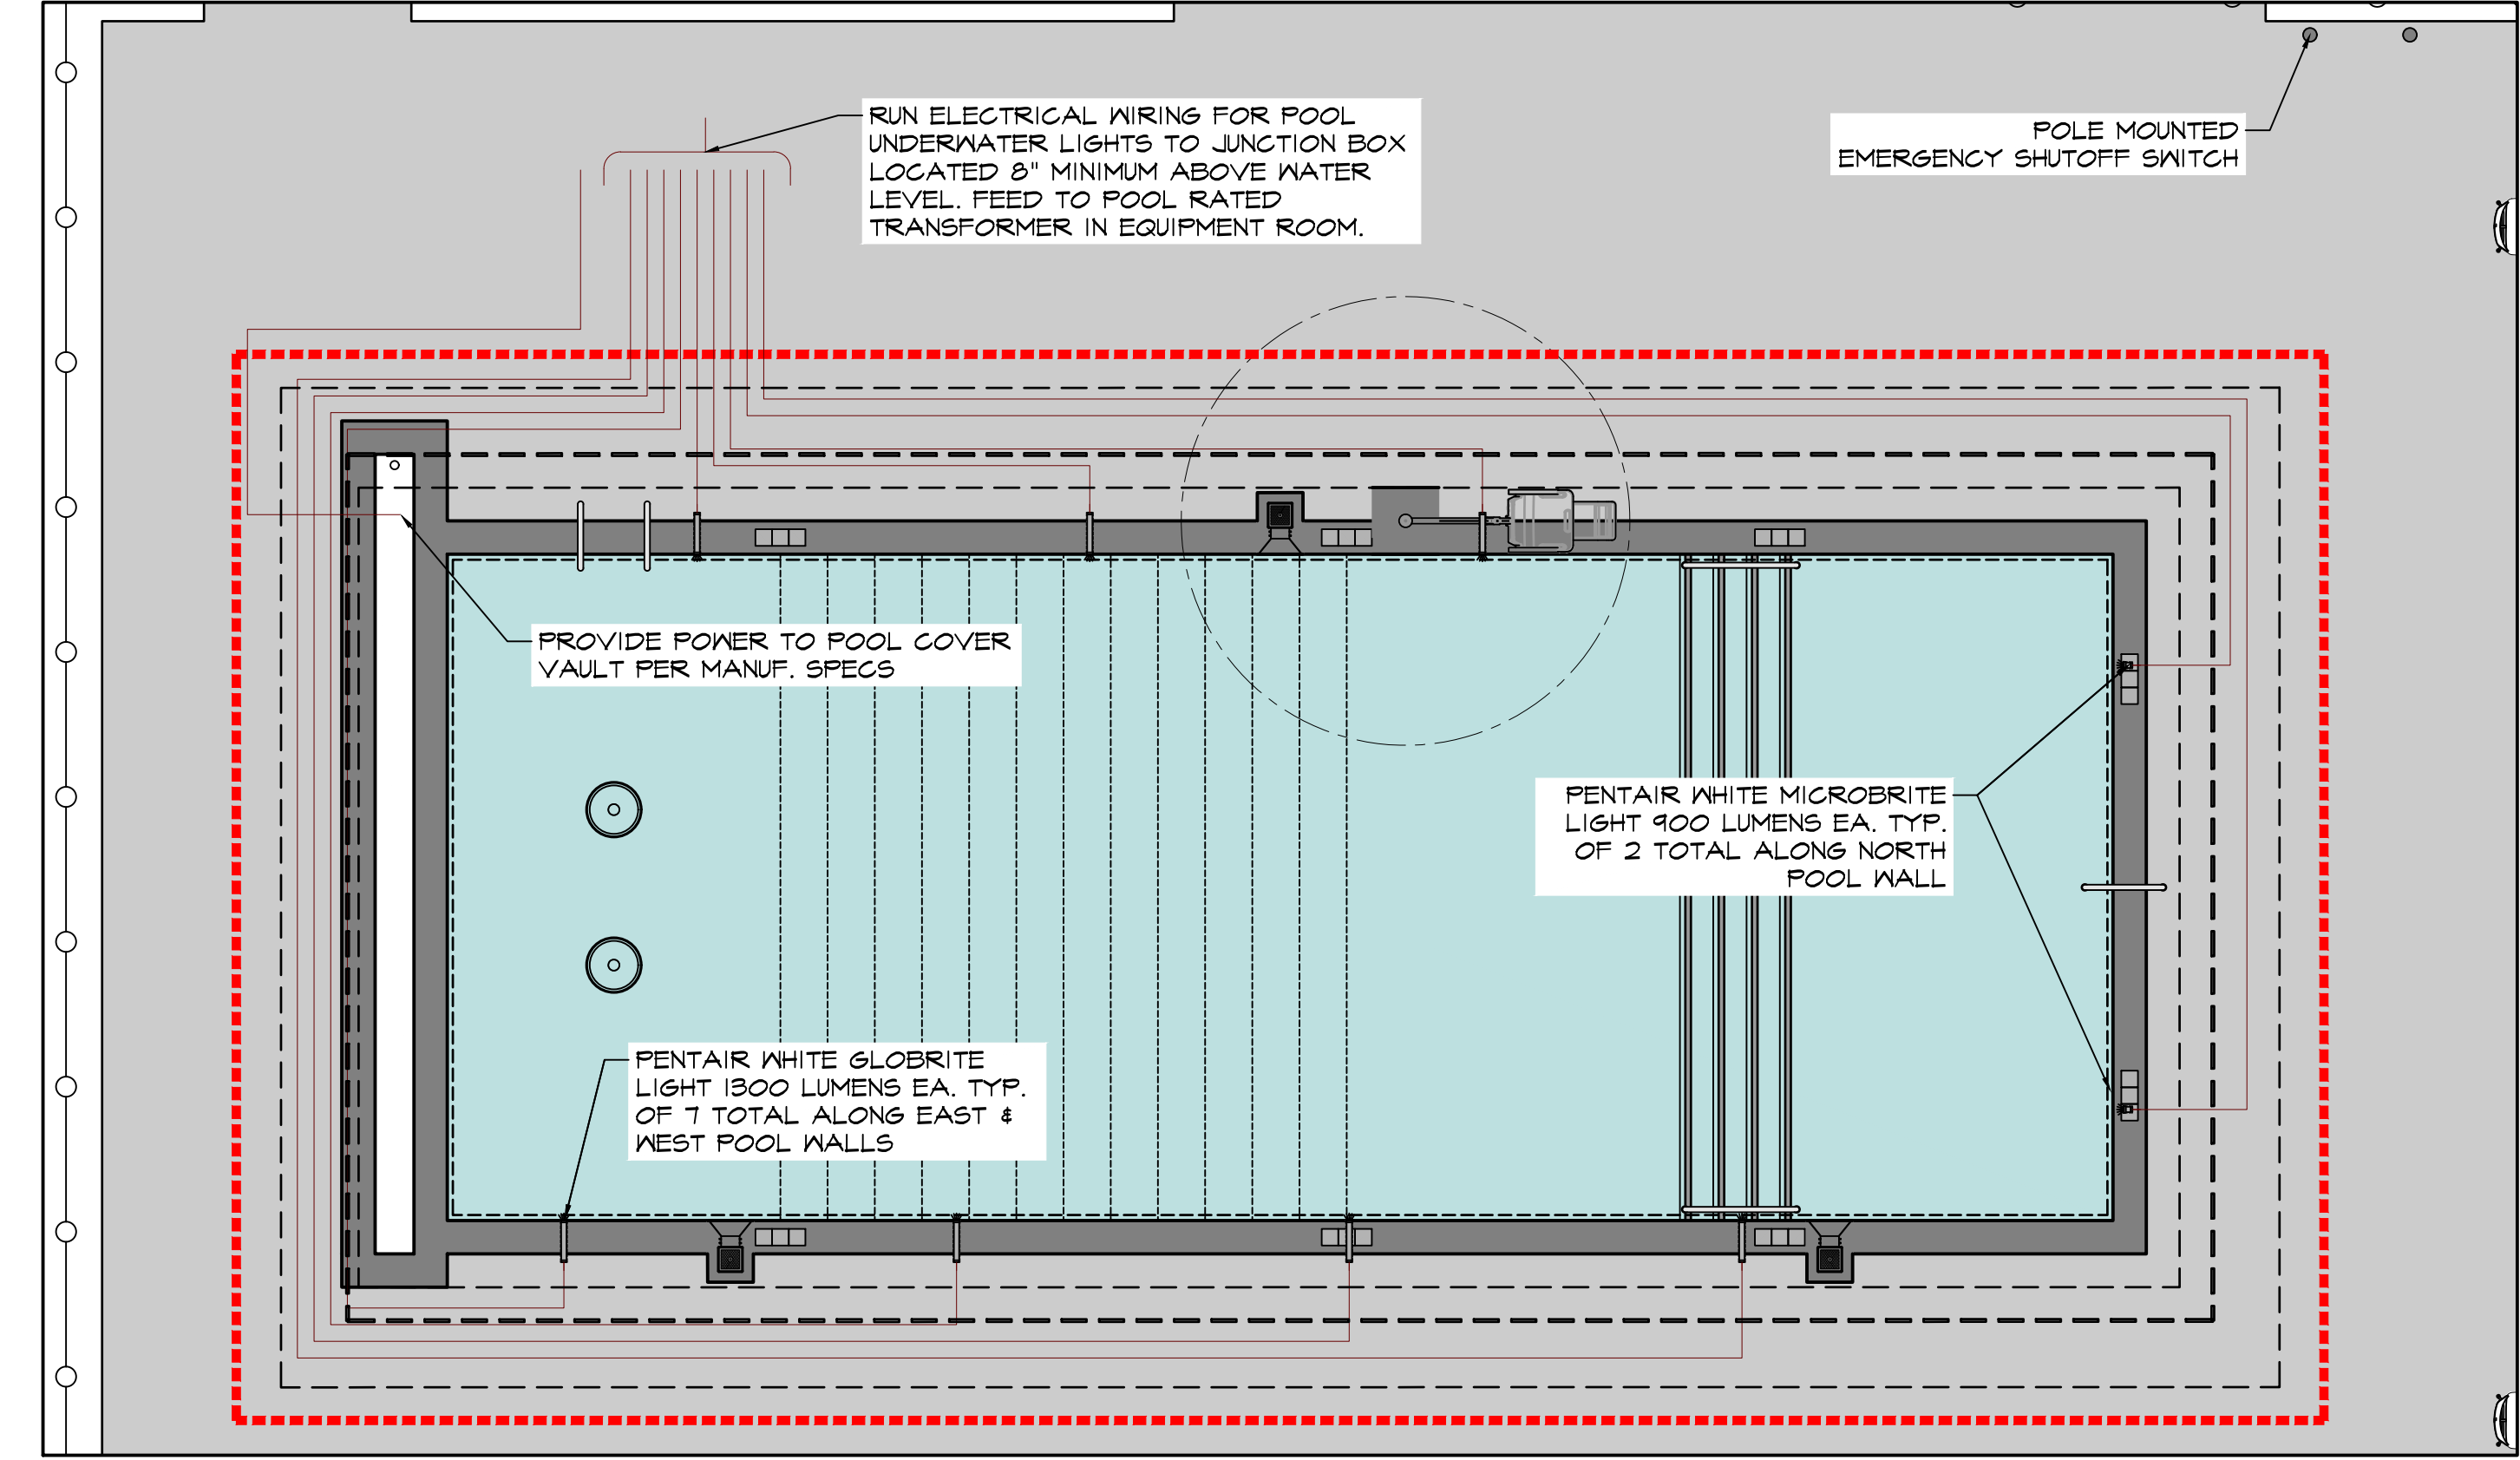 RUN ELECTRICAL WIRING FOR POOL
UNDERWATER LIGHTS TO JUNCTION BOX
LOCATED 8" MINIMUM ABOVE WATER
LEVEL. FEED TO POOL RATED
TRANSFORMER IN EQUIPMENT ROOM.
POLE MOUNTED
EMERGENCY SHUTOFF SWITCH
PROVIDE POWER TO POOL COVER
VAULT PER MANUF. SPECS
PENTAIR WHITE MICROBRITE
LIGHT 900 LUMENS EA. TYP.
OF 2 TOTAL ALONG NORTH
POOL WALL
PENTAIR WHITE GLOBRITE
LIGHT 1300 LUMENS EA. TYP.
OF 7 TOTAL ALONG EAST &
WEST POOL WALLS